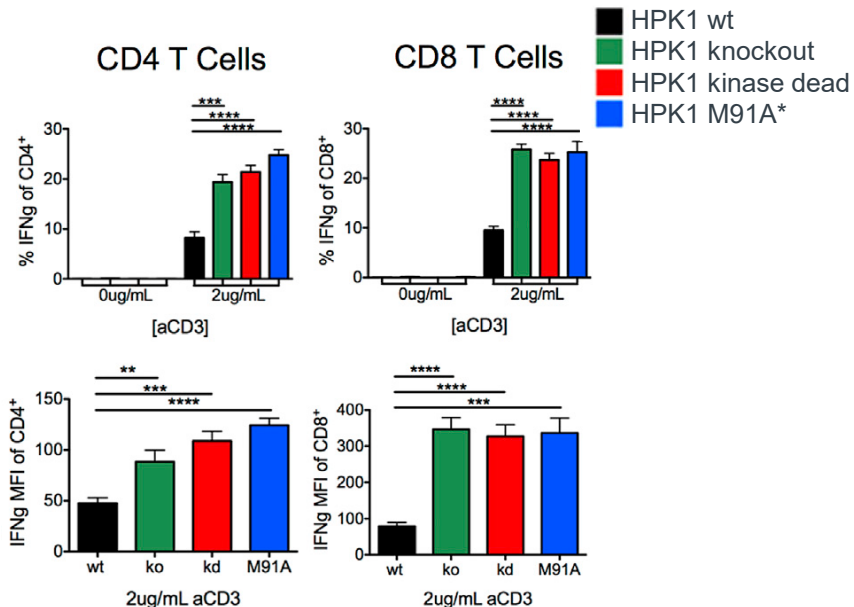 HPK1 wt
HPK1 knockout
HPK1 kinase dead
HPK1 M91A*
CD4 T Cells
***
****
****
30
20
10
0
% IFNg of CD4+
0ug/mL
2ug/mL
[aCD3]
CD8 T Cells
****
****
****
30
20
10
0
% IFNg of CD8+
0ug/mL
2ug/mL
[aCD3]
**
***
****
150
100
50
0
IFNg MFI of CD4+
wt ko kd M91A
2ug/mL aCD3
****
****
***
400
300
200
100
0
IFNg MFI of CD8+
wt ko kd M91A
2ug/mL aCD3